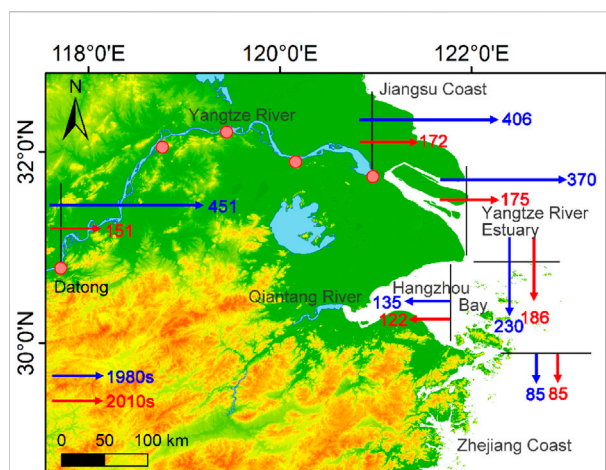 118°0'E 120°0'E 122°0'E
N
Jiangsu Coast
Yangtze River
406
172
32°N
370
175
451
151
Yangtze River
Estuary
Datong
Hangzhou
Bay
Qiantang River
135
122
186
230
30°N
1980s
2010s
85 85
0 50 100 km
Zhejiang Coast